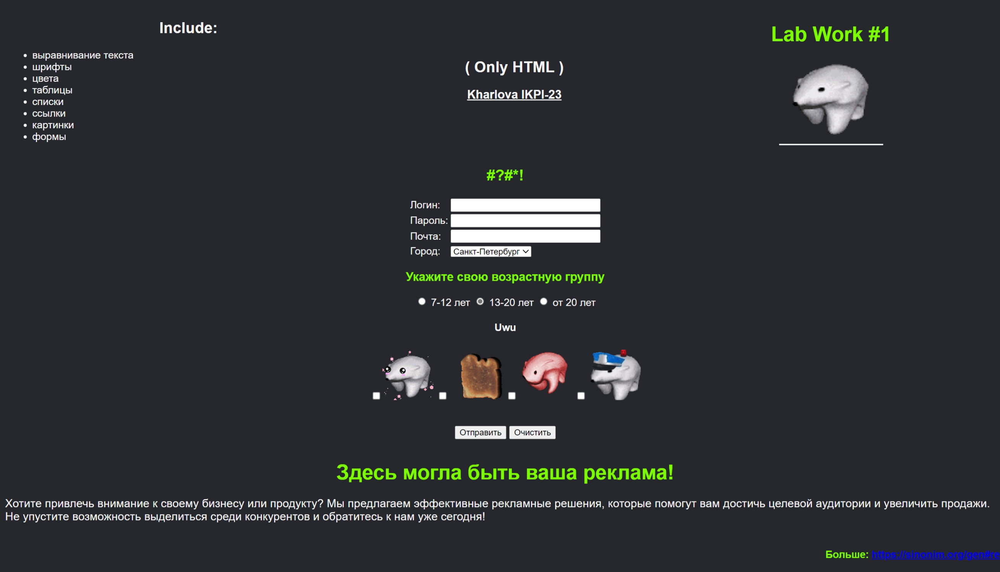 Include:
• выравнивание текста
• шрифты
• цвета
• таблицы
• списки
• ссылки
• картинки
• формы
( Only HTML )
Kharlova IKPI-23
Lab Work #1
#?#*!
Логин:
Пароль:
Почта:
Город: Санкт-Петербург
Укажите свою возрастную группу
7-12 лет 13-20 лет от 20 лет
Uwu
Отправить Очистить
Здесь могла быть ваша реклама!
Хотите привлечь внимание к своему бизнесу или продукту? Мы предлагаем эффективные рекламные решения, которые помогут вам достичь целевой аудитории и увеличить продажи.
Не упустите возможность выделиться среди конкурентов и обратитесь к нам уже сегодня!
Больше: https://sinonim.org/gen#re